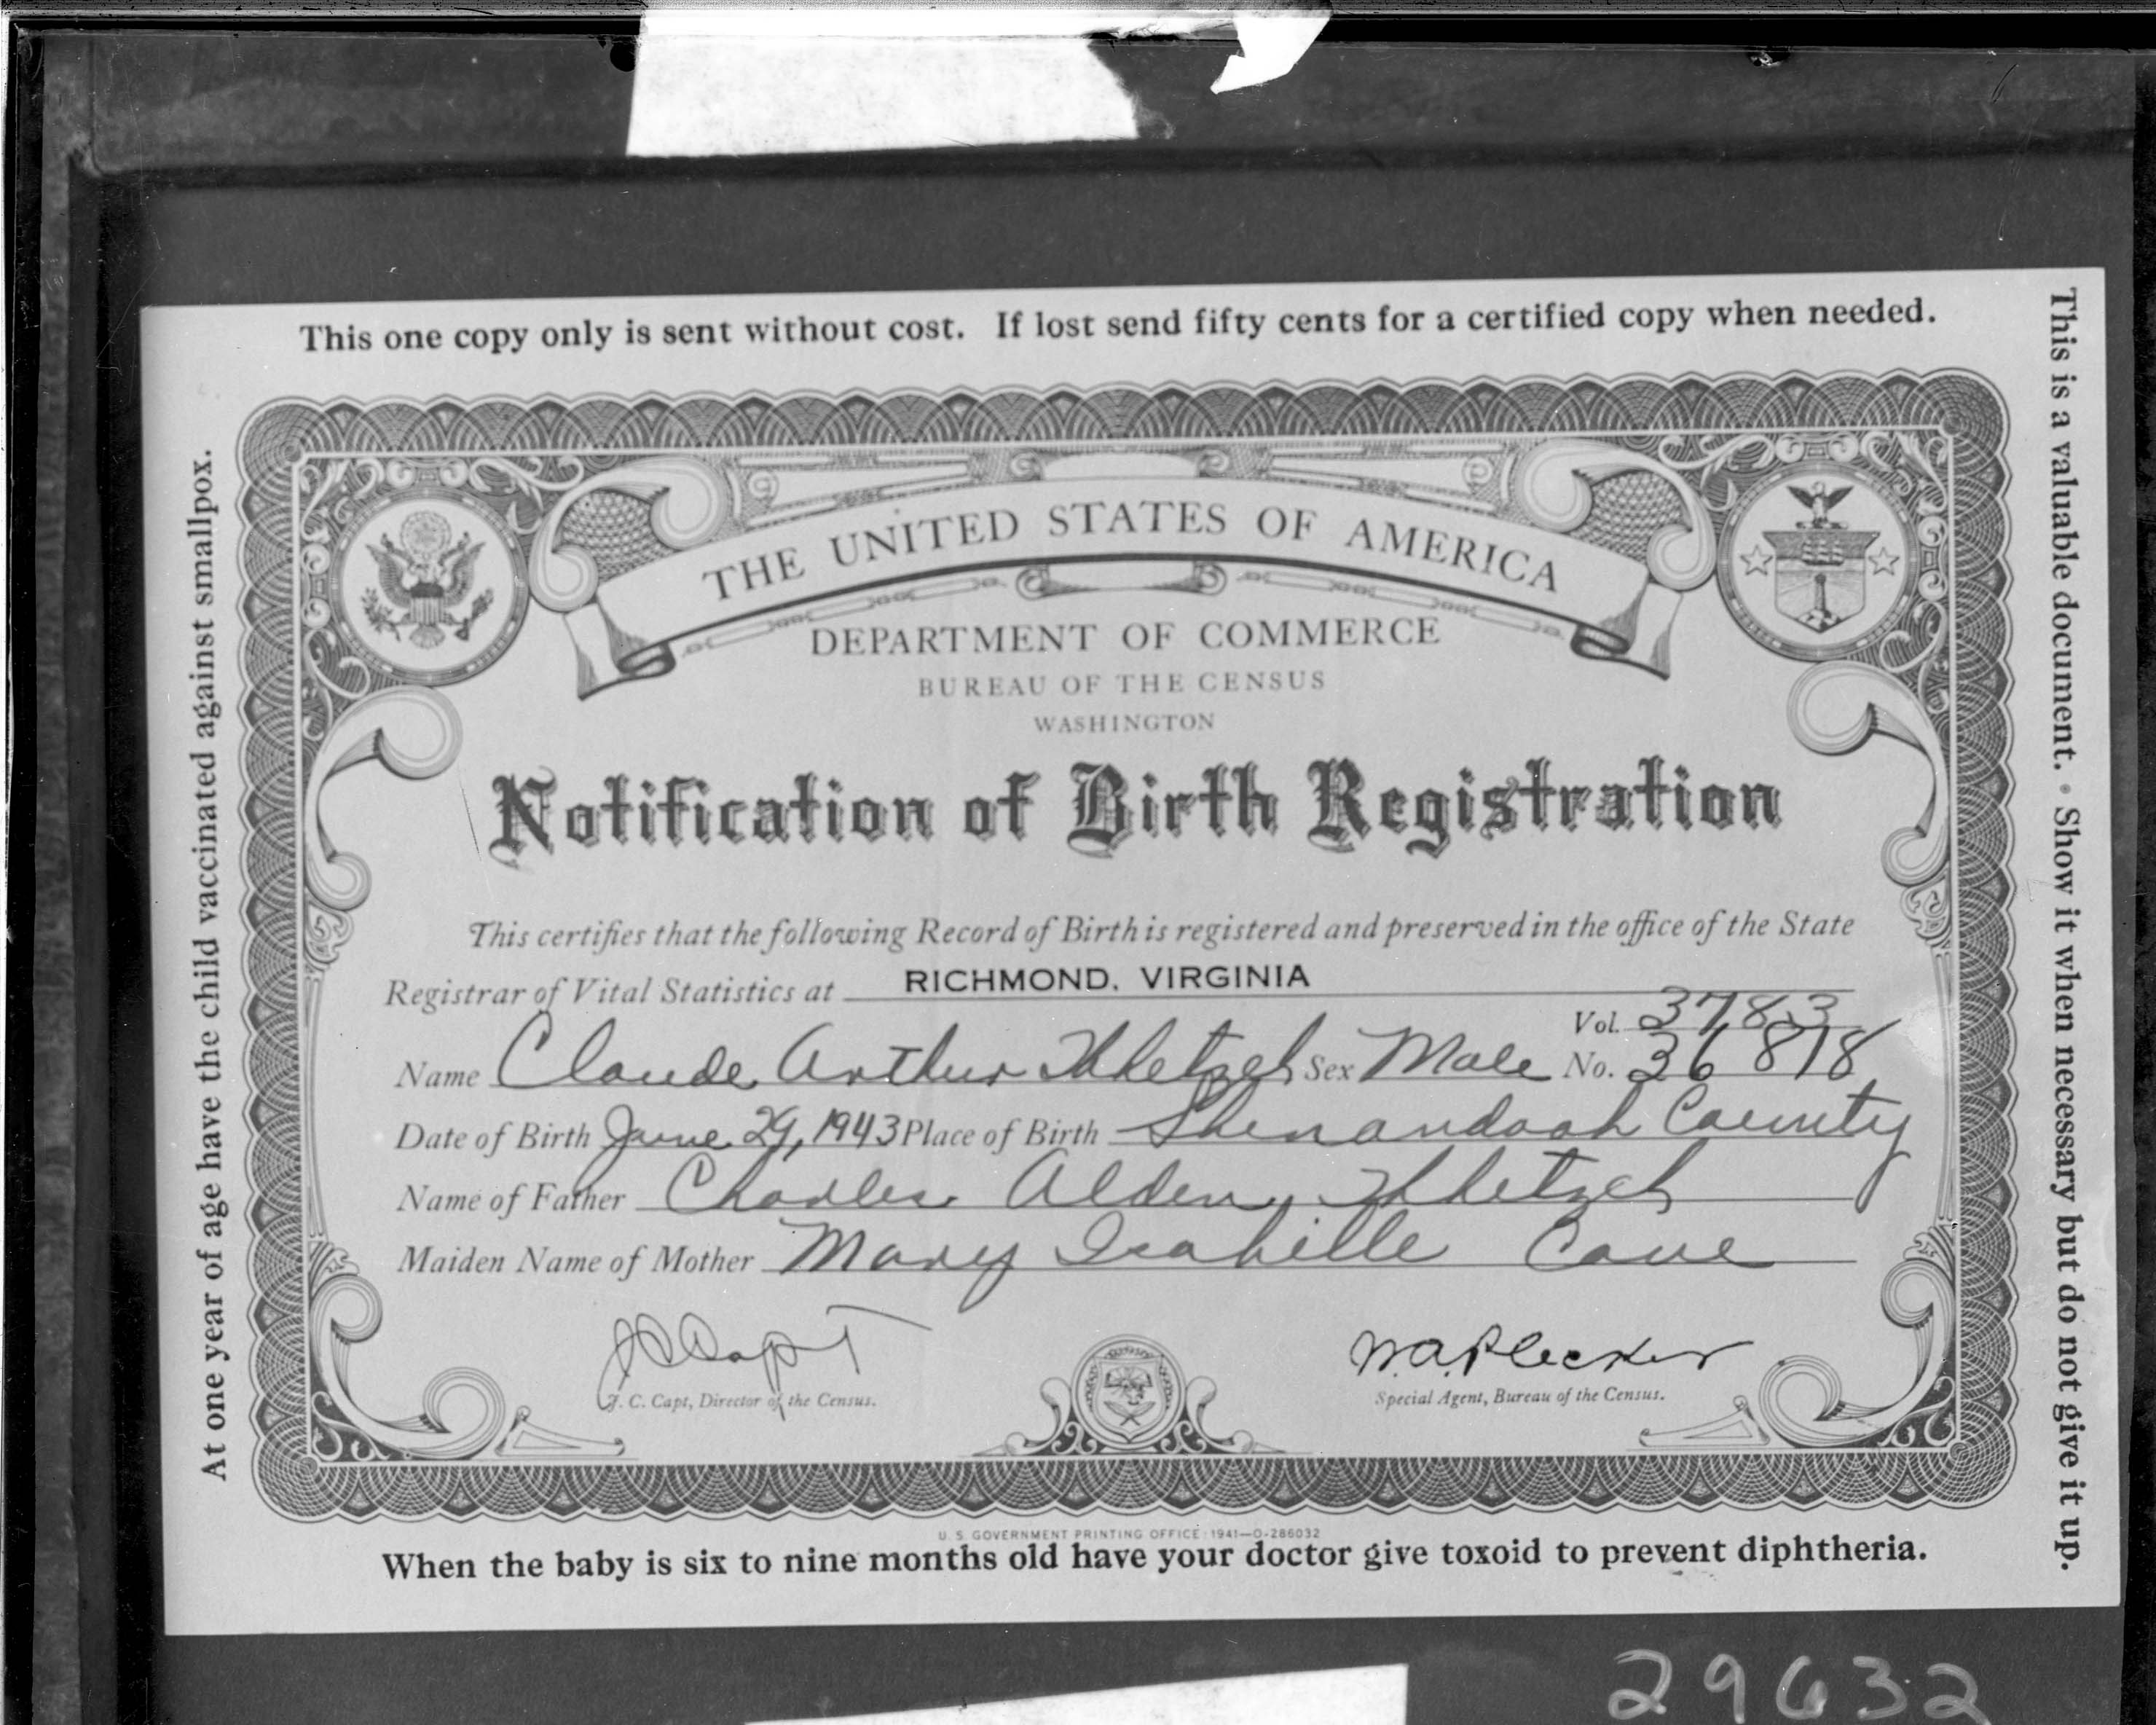 This one copy only is sent without cost. If lost send fifty cents for a certified copy when needed.
At one year of age have the child vaccinated against smallpox.
This is a valuable document. • Show it when necessary but do not give it up.
THE UNITED STATES OF AMERICA
DEPARTMENT OF COMMERCE
BUREAU OF THE CENSUS
WASHINGTON
Notification of Birth Registration
This certifies that the following Record of Birth is registered and preserved in the office of the State
Registrar of Vital Statistics at RICHMOND, VIRGINIA
Vol. 3783
Name Claude Arthur Sex Male No. 36 818
Date of Birth June 29, 1943 Place of Birth Shenandoah County
Name of Father Charles Alden
Maiden Name of Mother Mary Isabille Cave
J C Capt
W.A. Plecker
J. C. Capt, Director of the Census.
Special Agent, Bureau of the Census.
U. S. GOVERNMENT PRINTING OFFICE: 1941—O-286032
When the baby is six to nine months old have your doctor give toxoid to prevent diphtheria.
29632